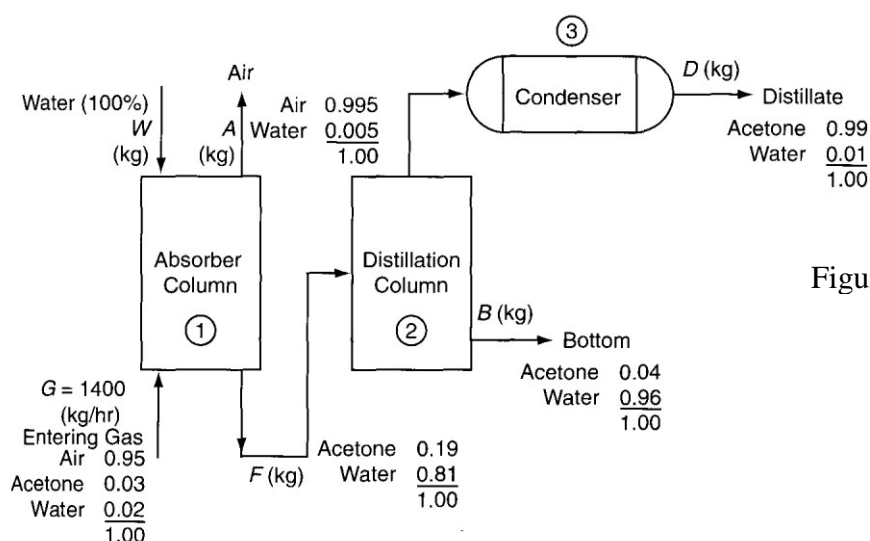 ③
D (kg)
Condenser
Distillate
Acetone 0.99
Water 0.01
1.00
Air
Water (100%)
W
(kg)
A
(kg)
Air 0.995
Water 0.005
1.00
Absorber
Column
①
Distillation
Column
②
B (kg)
Bottom
Acetone 0.04
Water 0.96
1.00
Figu
G = 1400
(kg/hr)
Entering Gas
Air 0.95
Acetone 0.03
Water 0.02
1.00
F (kg)
Acetone 0.19
Water 0.81
1.00